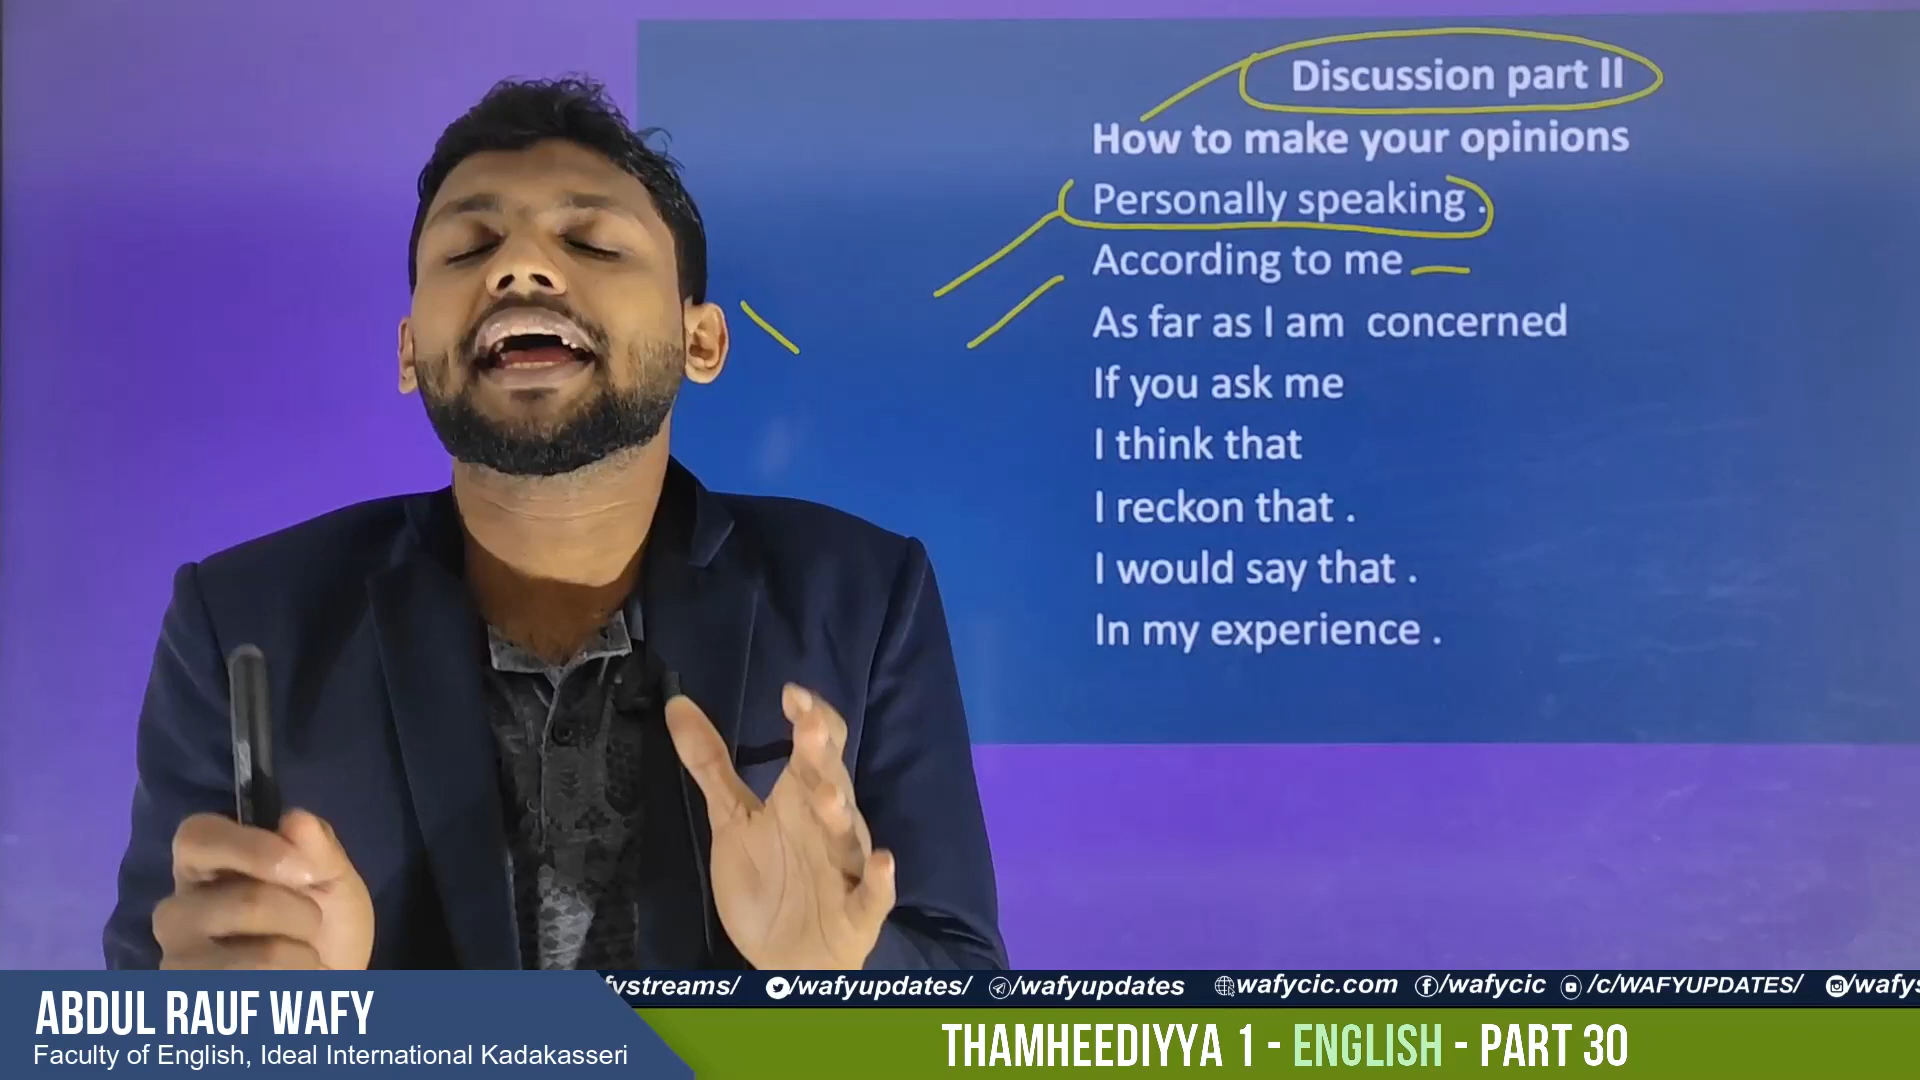 Discussion part II
How to make your opinions
Personally speaking .
According to me
As far as I am concerned
If you ask me
I think that
I reckon that .
I would say that .
In my experience .
ABDUL RAUF WAFY
Faculty of English, Ideal International Kadakasseri
fystreams/ /wafyupdates/ /wafyupdates wafycic.com /wafycic /c/WAFYUPDATES/ /wafys
THAMHEEDIYYA 1 - ENGLISH - PART 30